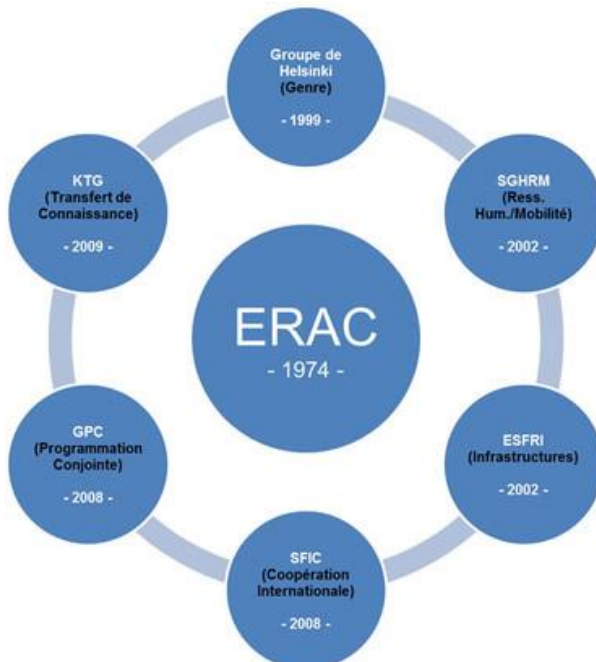 Groupe de
Helsinki
(Genre)
- 1999 -
SGHRM
(Ress.
Hum./Mobilité)
- 2002 -
ESFRI
(Infrastructures)
- 2002 -
SFIC
(Coopération
Internationale)
- 2008 -
GPC
(Programmation
Conjointe)
- 2008 -
KTG
(Transfert de
Connaissance)
- 2009 -
ERAC
- 1974 -